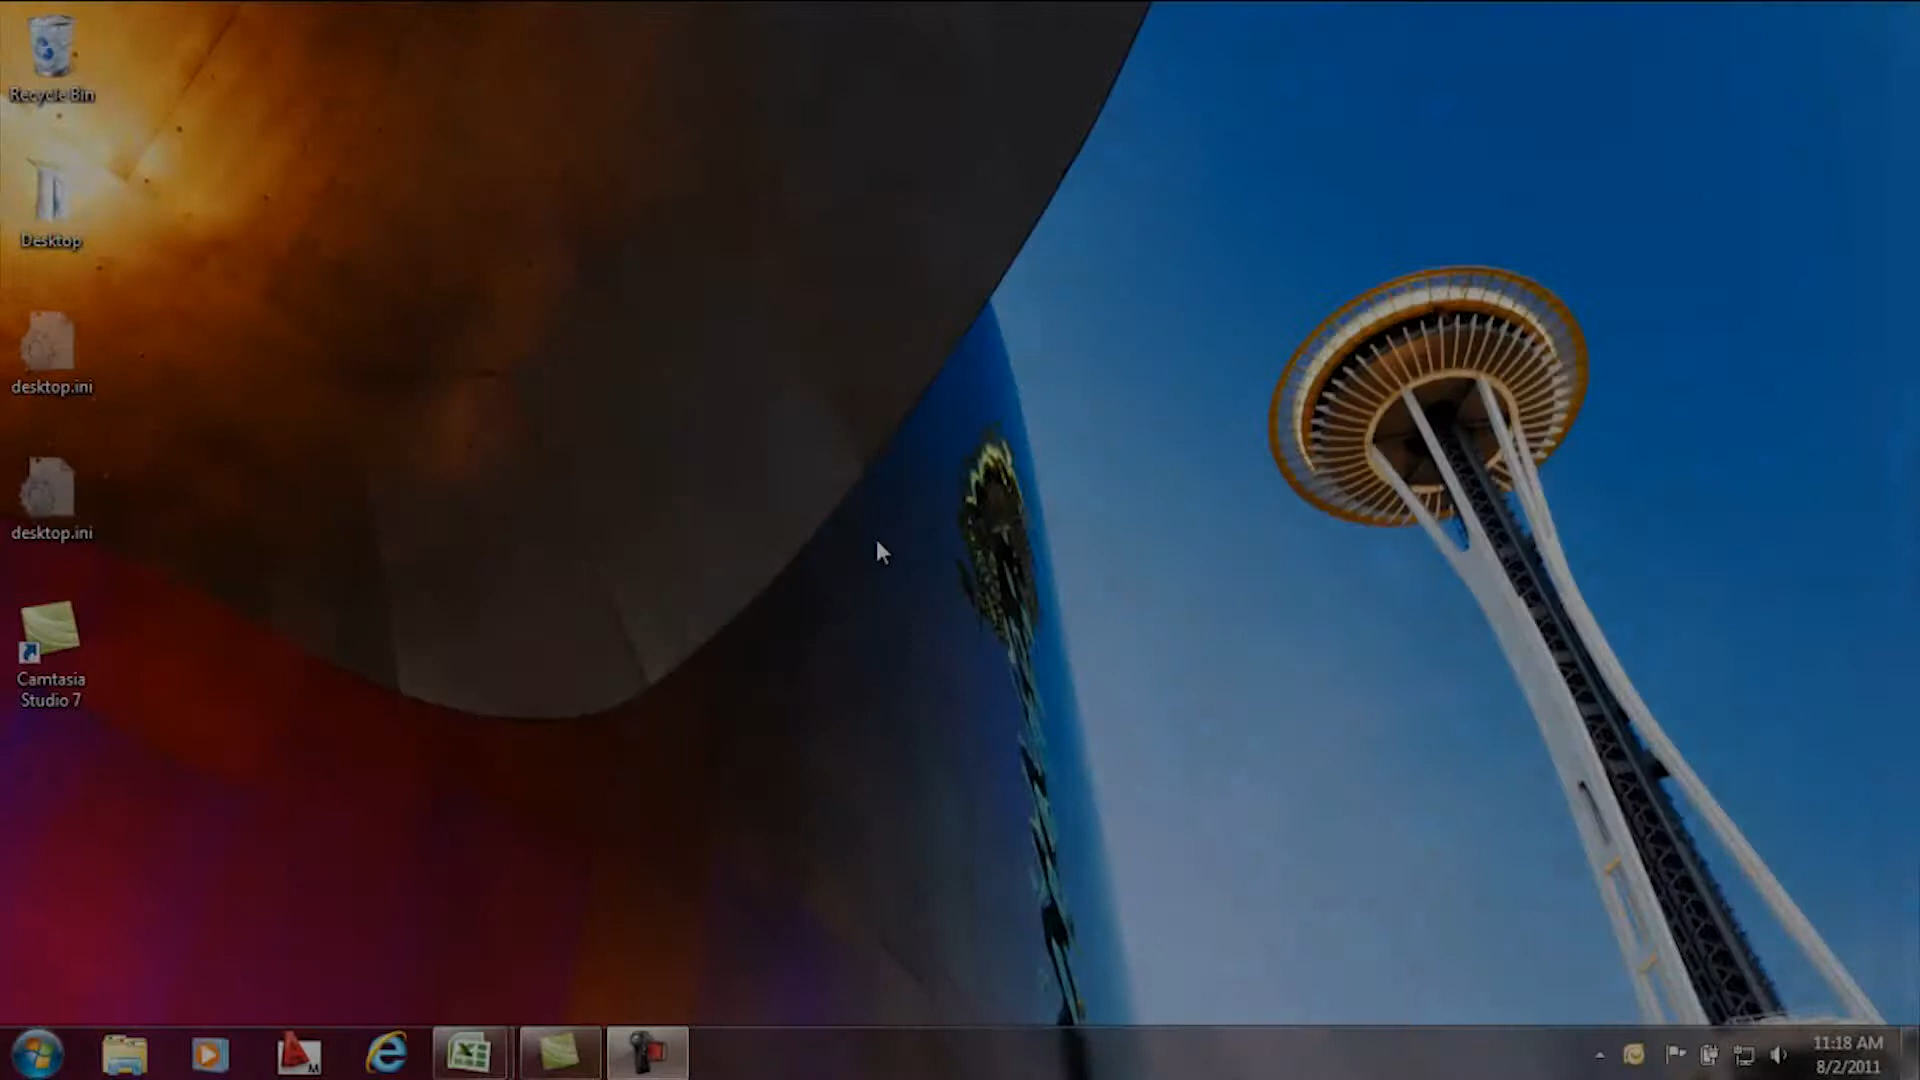 Recycle Bin
Desktop
desktop.ini
desktop.ini
Camtasia
Studio 7
M
11:18 AM
8/2/2011